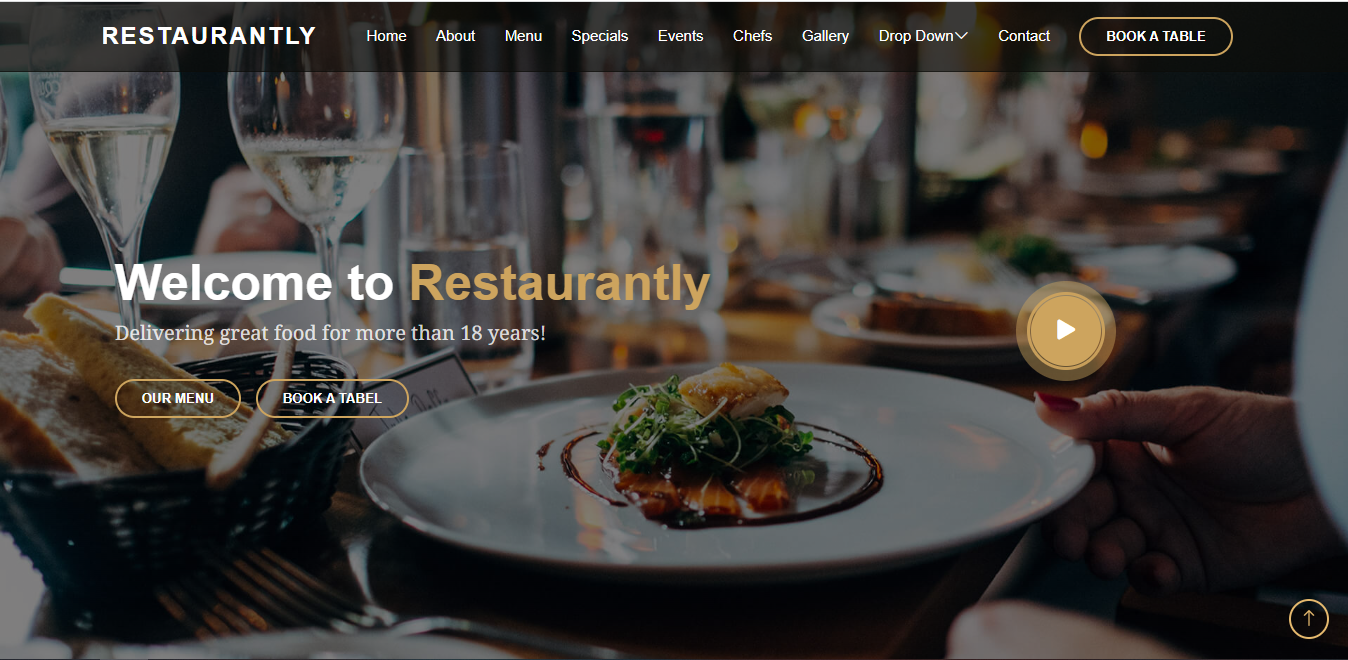 RESTAURANTLY
Home About Menu Specials Events Chefs Gallery Drop Down Contact BOOK A TABLE
Welcome to Restaurantly
Delivering great food for more than 18 years!
OUR MENU BOOK A TABEL